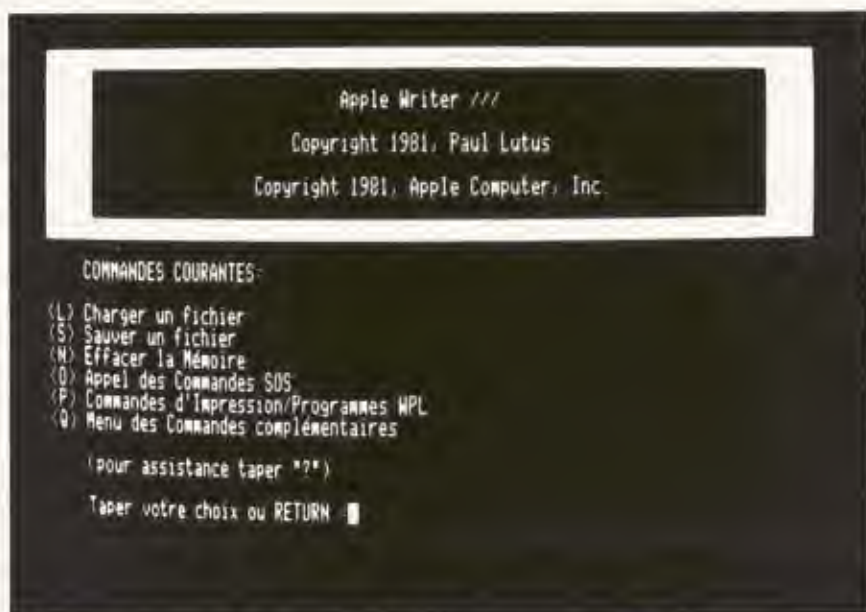 Apple Writer ///
Copyright 1981, Paul Lutus
Copyright 1981, Apple Computer, Inc.
COMMANDES COURANTES:
(L) Charger un fichier
(S) Sauver un fichier
(N) Effacer la Mémoire
(O) Appel des Commandes SOS
(P) Commandes d'Impression/Programmes WPL
(Q) Menu des Commandes complémentaires
(pour assistance taper "?")
Taper votre choix ou RETURN :